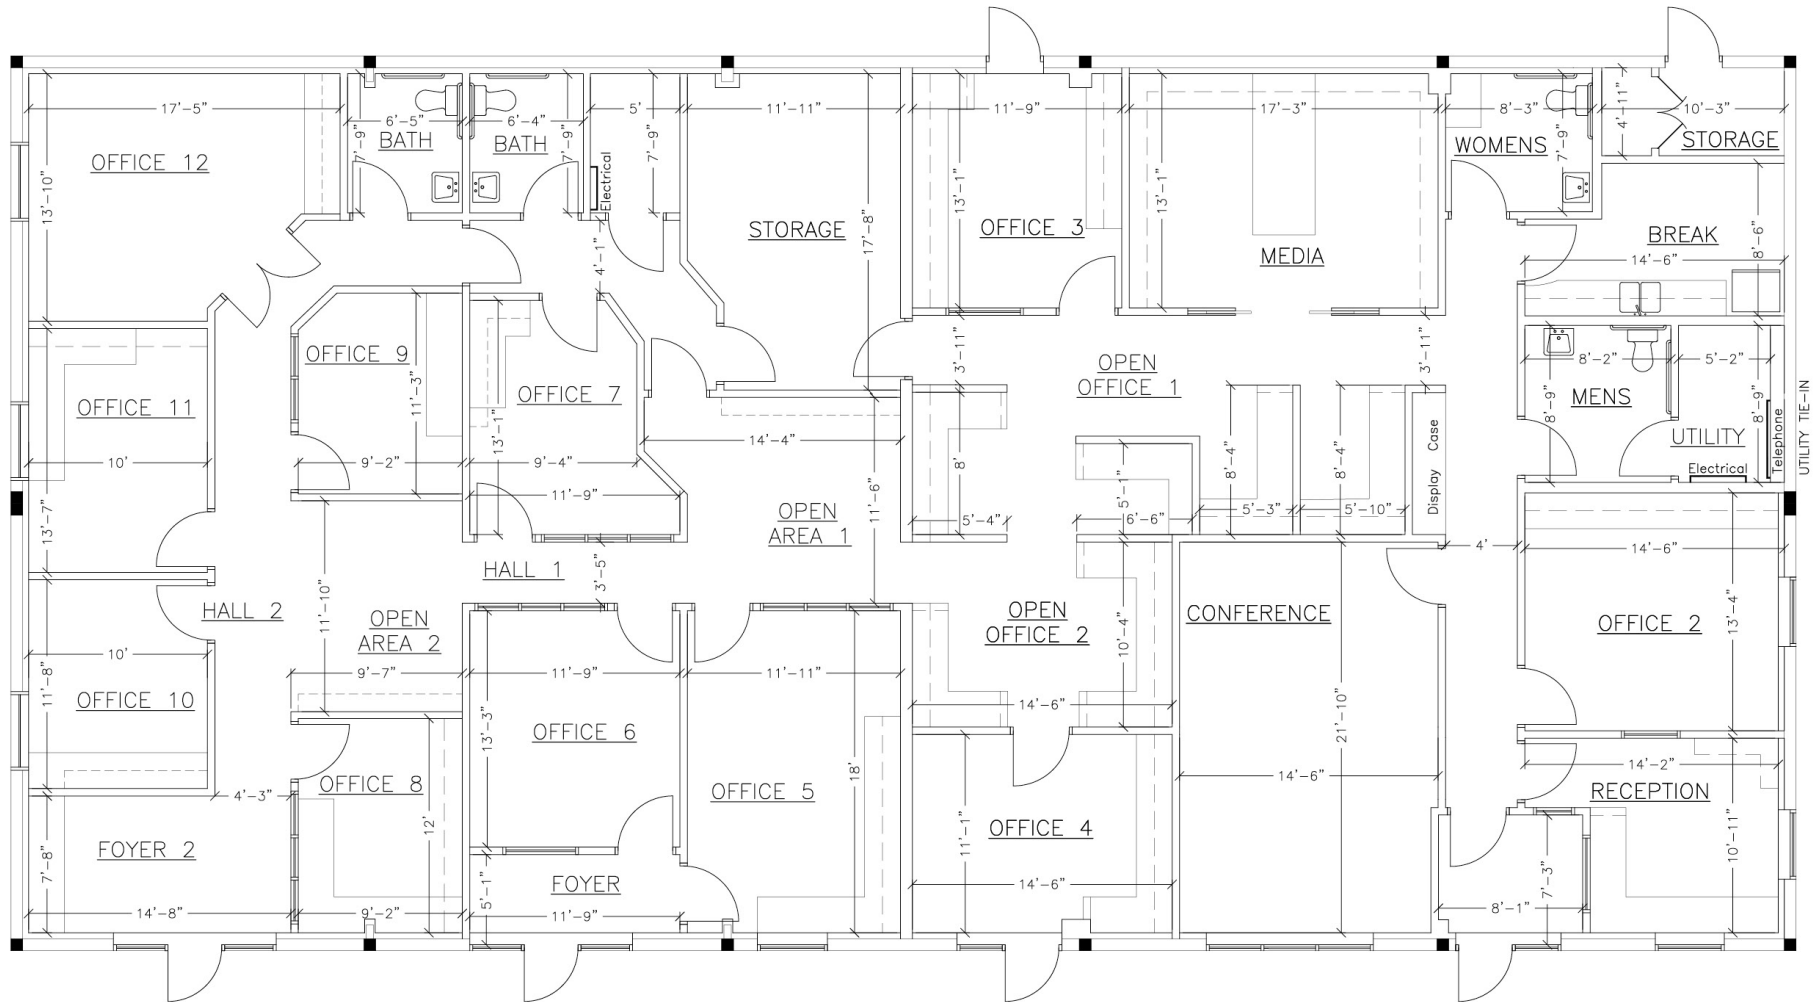 17'-5"
6'-5"
6'-4"
5'
11'-11"
11'-9"
17'-3"
8'-3"
10'-3"
4'-11"
7'-9"
7'-9"
7'-9"
7'-9"
BATH
BATH
WOMENS
STORAGE
OFFICE 12
13'-10"
Electrical
13'-1"
13'-1"
17'-8"
STORAGE
OFFICE 3
MEDIA
BREAK
8'-6"
14'-6"
4'-1"
OFFICE 9
OFFICE 7
OFFICE 11
11'-3"
13'-1"
3'-11"
OPEN
OFFICE 1
3'-11"
8'-2"
5'-2"
MENS
8'-9"
8'-9"
UTILITY
Electrical
Telephone
UTILITY TIE-IN
10'
9'-2"
9'-4"
11'-9"
14'-4"
8'
5'-1"
8'-4"
8'-4"
Display Case
13'-7"
11'-6"
OPEN
AREA 1
5'-4"
6'-6"
5'-3"
5'-10"
4'
14'-6"
HALL 1
3'-5"
HALL 2
11'-10"
OPEN
AREA 2
OPEN
OFFICE 2
10'-4"
CONFERENCE
OFFICE 2
13'-4"
10'
9'-7"
11'-9"
11'-11"
14'-6"
11'-8"
OFFICE 10
OFFICE 6
13'-3"
21'-10"
OFFICE 8
OFFICE 5
18'
14'-6"
14'-2"
RECEPTION
4'-3"
12'
OFFICE 4
11'-1"
10'-11"
FOYER 2
7'-8"
FOYER
5'-1"
14'-6"
7'-3"
8'-1"
14'-8"
9'-2"
11'-9"